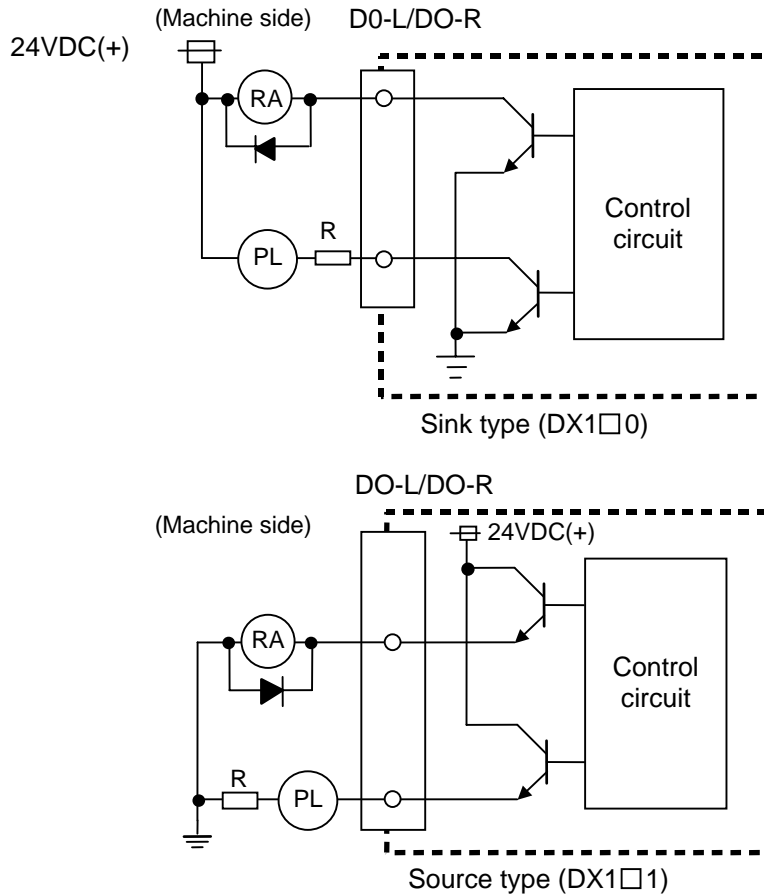 (Machine side) D0-L/DO-R
24VDC(+)
RA
R
PL
Control
circuit
Sink type (DX1□0)
DO-L/DO-R
(Machine side)
24VDC(+)
RA
Control
circuit
R
PL
Source type (DX1□1)